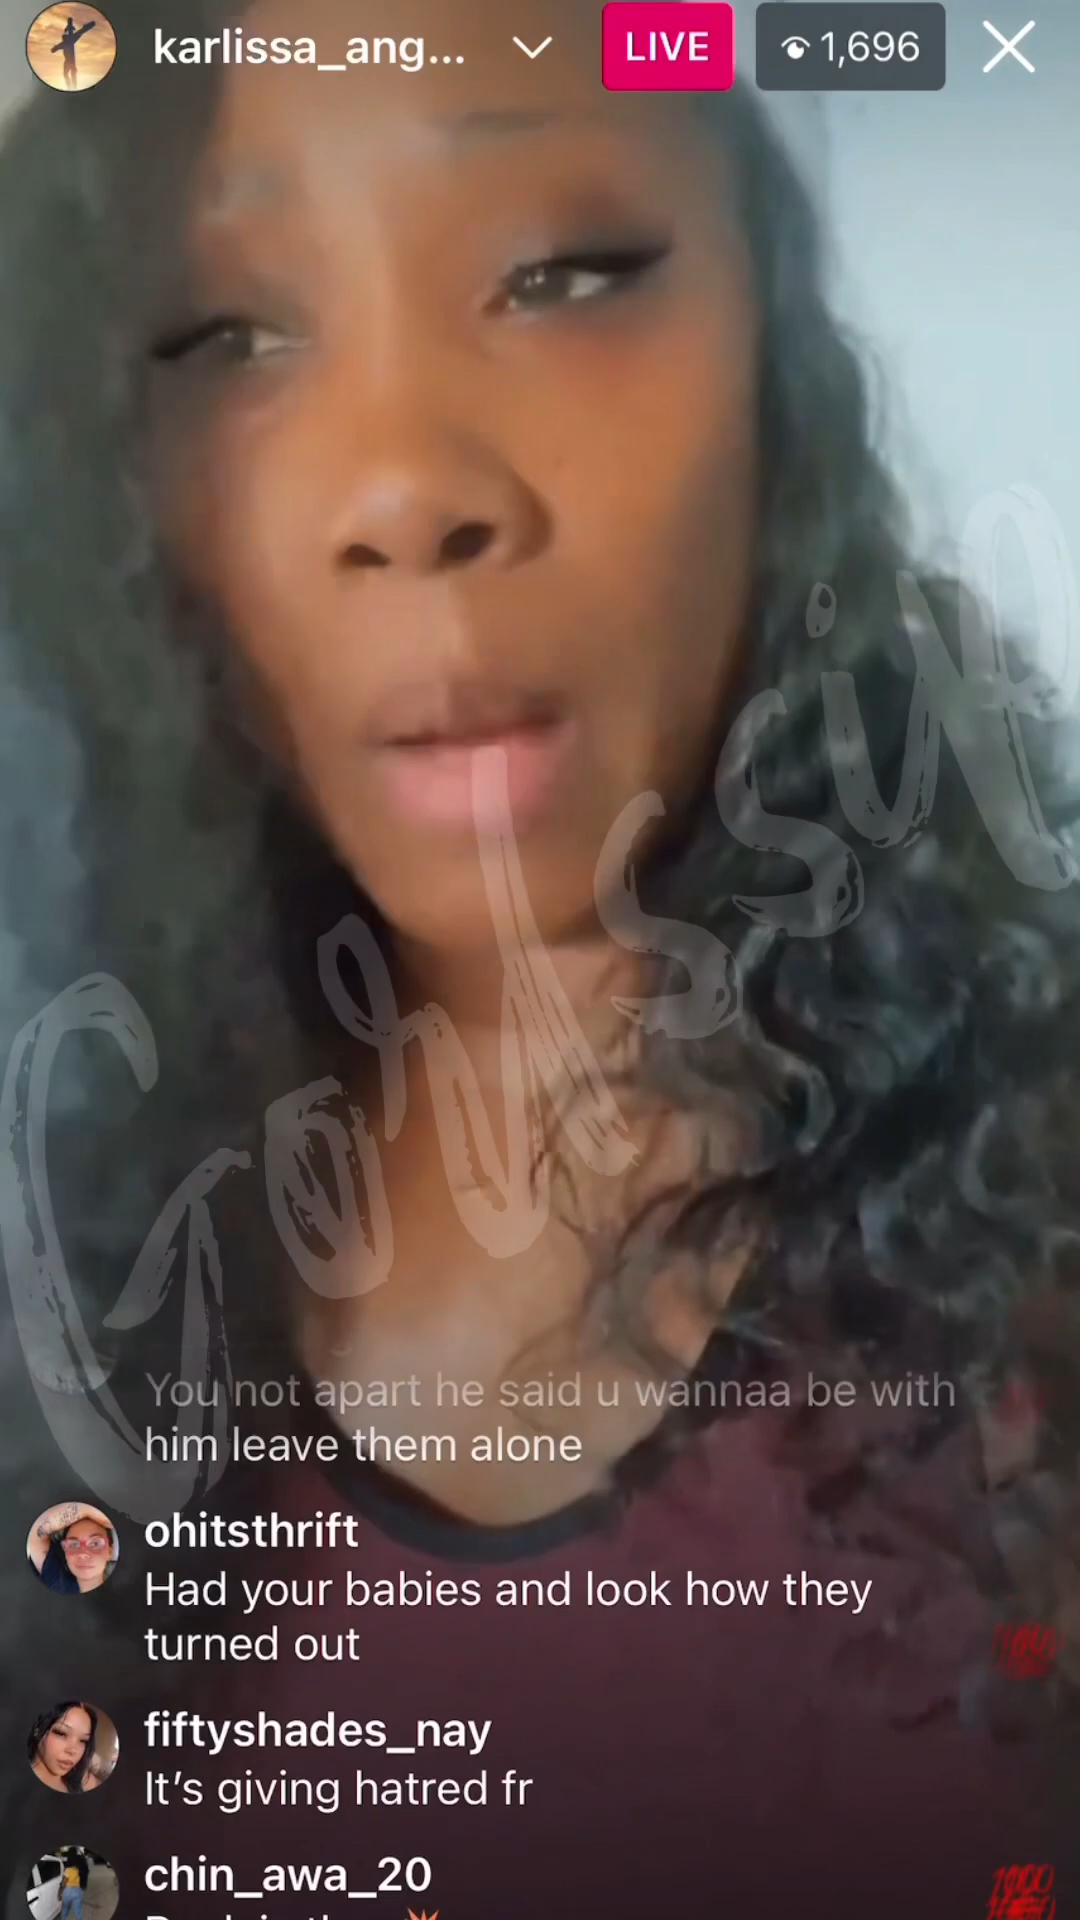 karlissa_ang...
LIVE
1,696
Gorlssip
You not apart he said u wannaa be with
him leave them alone
ohitsthrift
Had your babies and look how they
turned out
fiftyshades_nay
It’s giving hatred fr
chin_awa_20